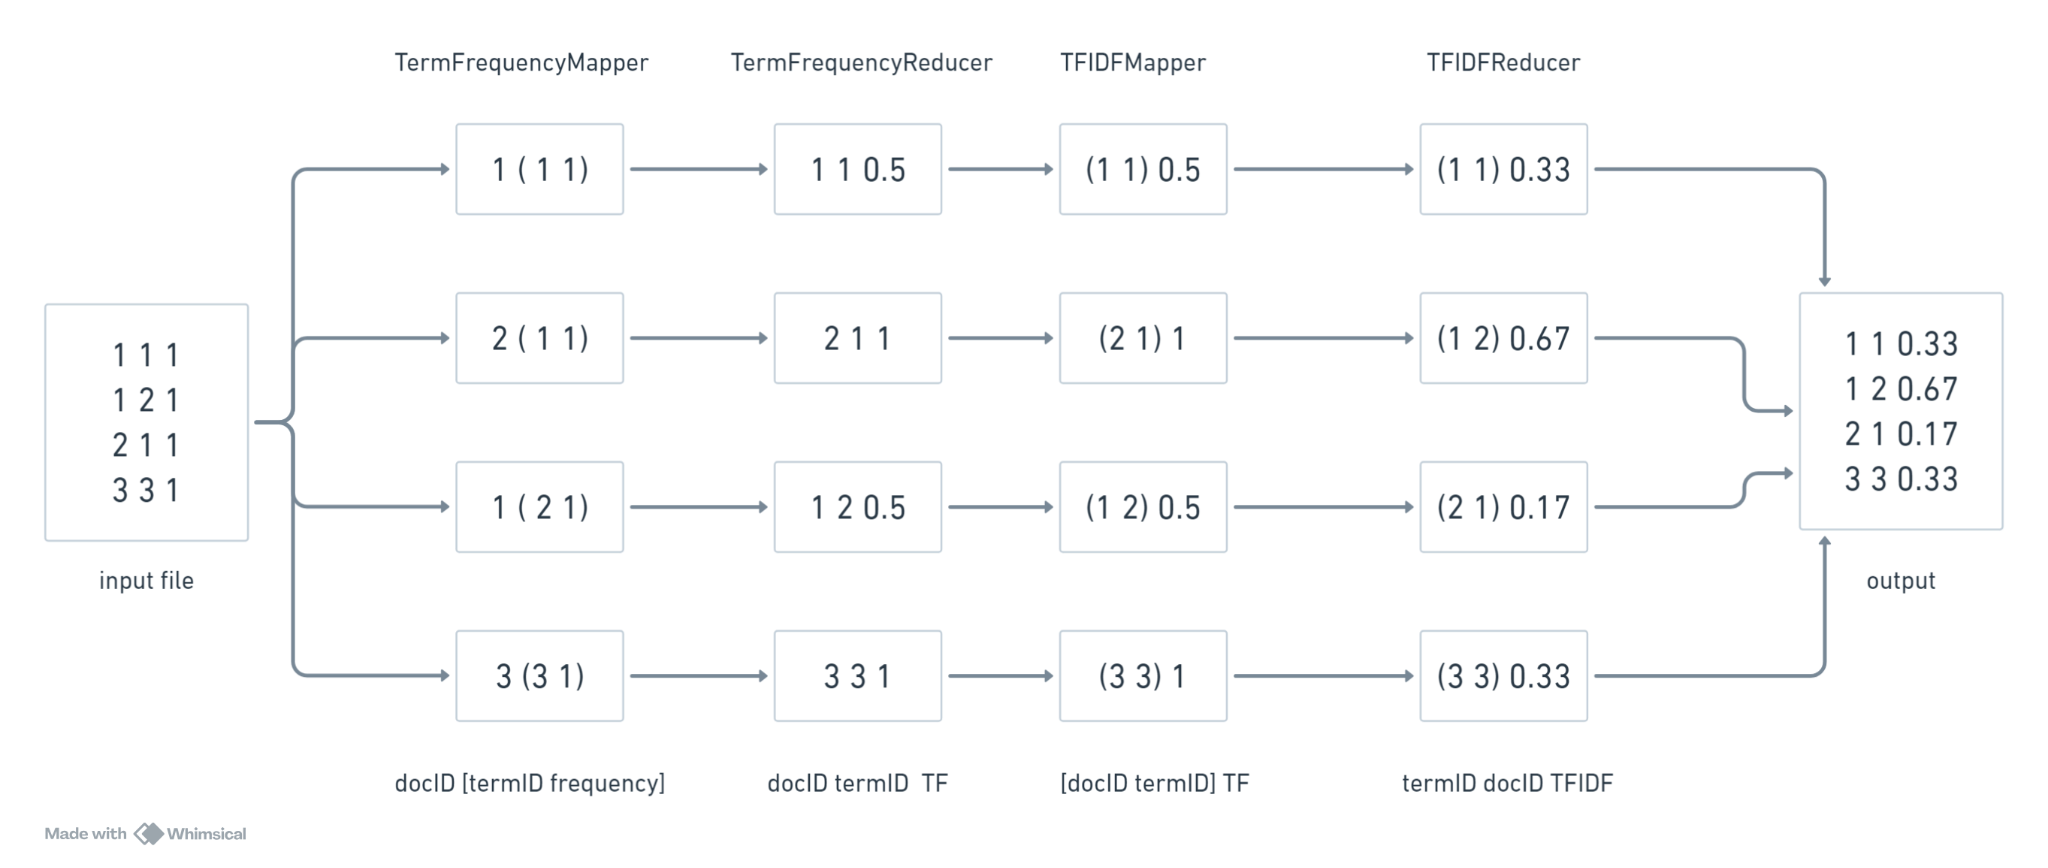 TermFrequencyMapper TermFrequencyReducer TFIDFMapper TFIDFReducer
1 ( 1 1) 1 1 0.5 (1 1) 0.5 (1 1) 0.33
2 ( 1 1) 2 1 1 (2 1) 1 (1 2) 0.67
1 ( 2 1) 1 2 0.5 (1 2) 0.5 (2 1) 0.17
3 (3 1) 3 3 1 (3 3) 1 (3 3) 0.33
1 1 1
1 2 1
2 1 1
3 3 1
input file
1 1 0.33
1 2 0.67
2 1 0.17
3 3 0.33
output
docID [termID frequency] docID termID TF [docID termID] TF termID docID TFIDF
Made with Whimsical